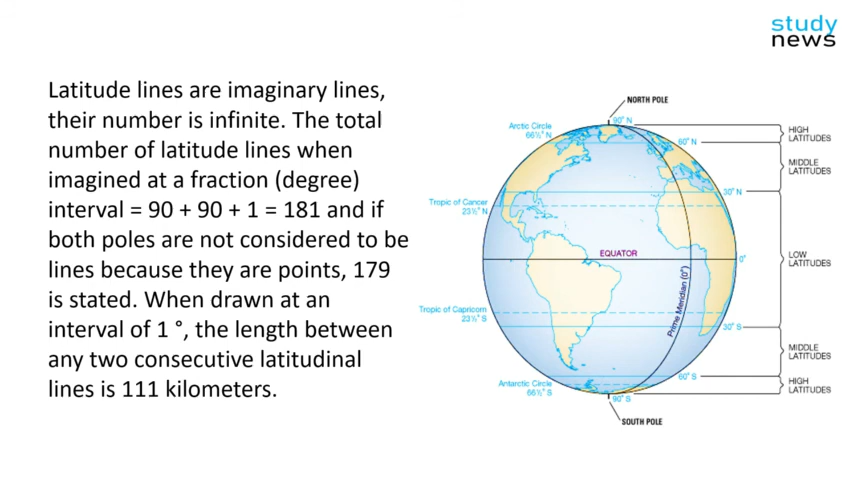 study
news
Latitude lines are imaginary lines,
their number is infinite. The total
number of latitude lines when
imagined at a fraction (degree)
interval = 90 + 90 + 1 = 181 and if
both poles are not considered to be
lines because they are points, 179
is stated. When drawn at an
interval of 1 °, the length between
any two consecutive latitudinal
lines is 111 kilometers.
NORTH POLE
90° N
Arctic Circle
66½° N
60° N
HIGH
LATITUDES
MIDDLE
LATITUDES
30° N
Tropic of Cancer
23½° N
EQUATOR
0°
LOW
LATITUDES
Prime Meridian (0°)
Tropic of Capricorn
23½° S
30° S
MIDDLE
LATITUDES
60° S
Antarctic Circle
66½° S
HIGH
LATITUDES
90° S
SOUTH POLE